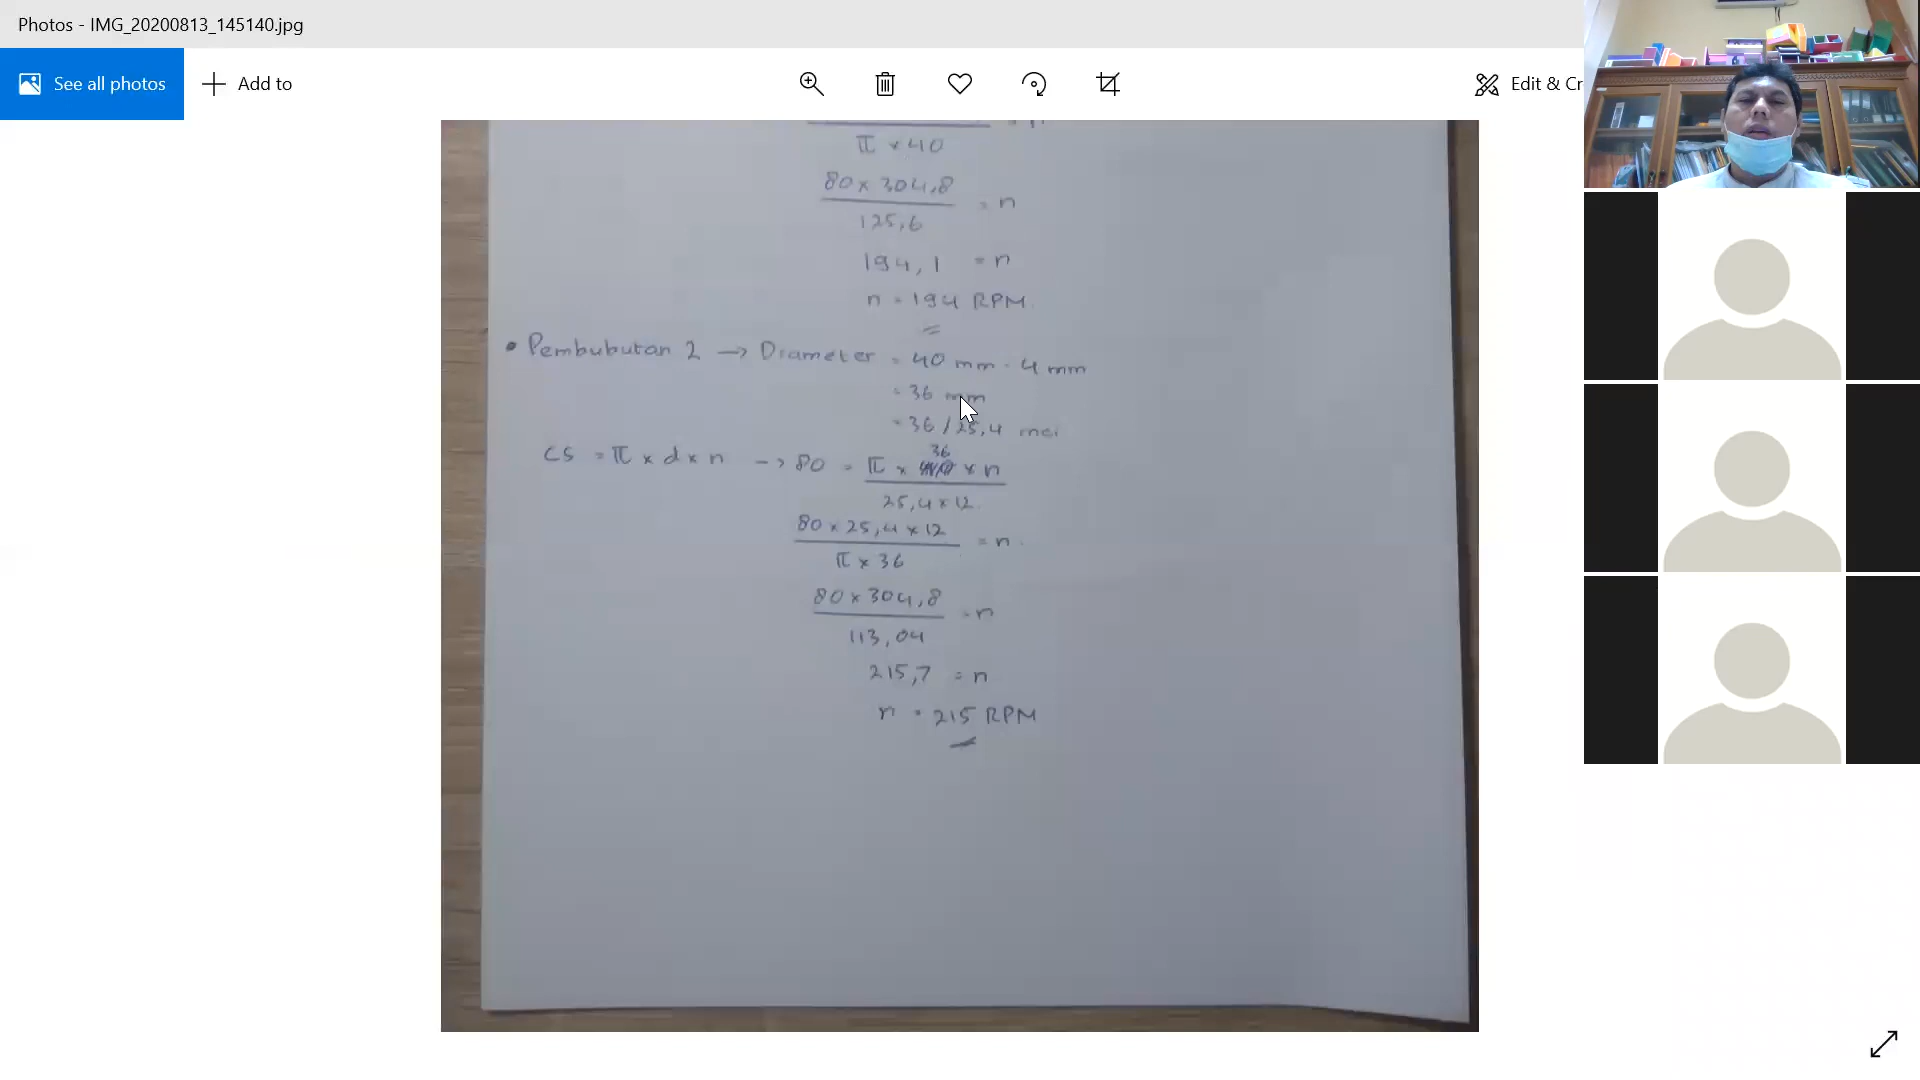 Photos - IMG_20200813_145140.jpg
See all photos
Add to
Edit & Cr
π × 40
80 × 304,8 = n
125,6
194,1 = n
n = 194 RPM
• Pembubutan 2 → Diameter = 40 mm - 4 mm
= 36 mm
= 36 / 25,4 inci
CS = π × d × n → 80 = π × 36 × n
25,4 × 12
80 × 25,4 × 12 = n
π × 36
80 × 304,8 = n
113,04
215,7 = n
n = 215 RPM